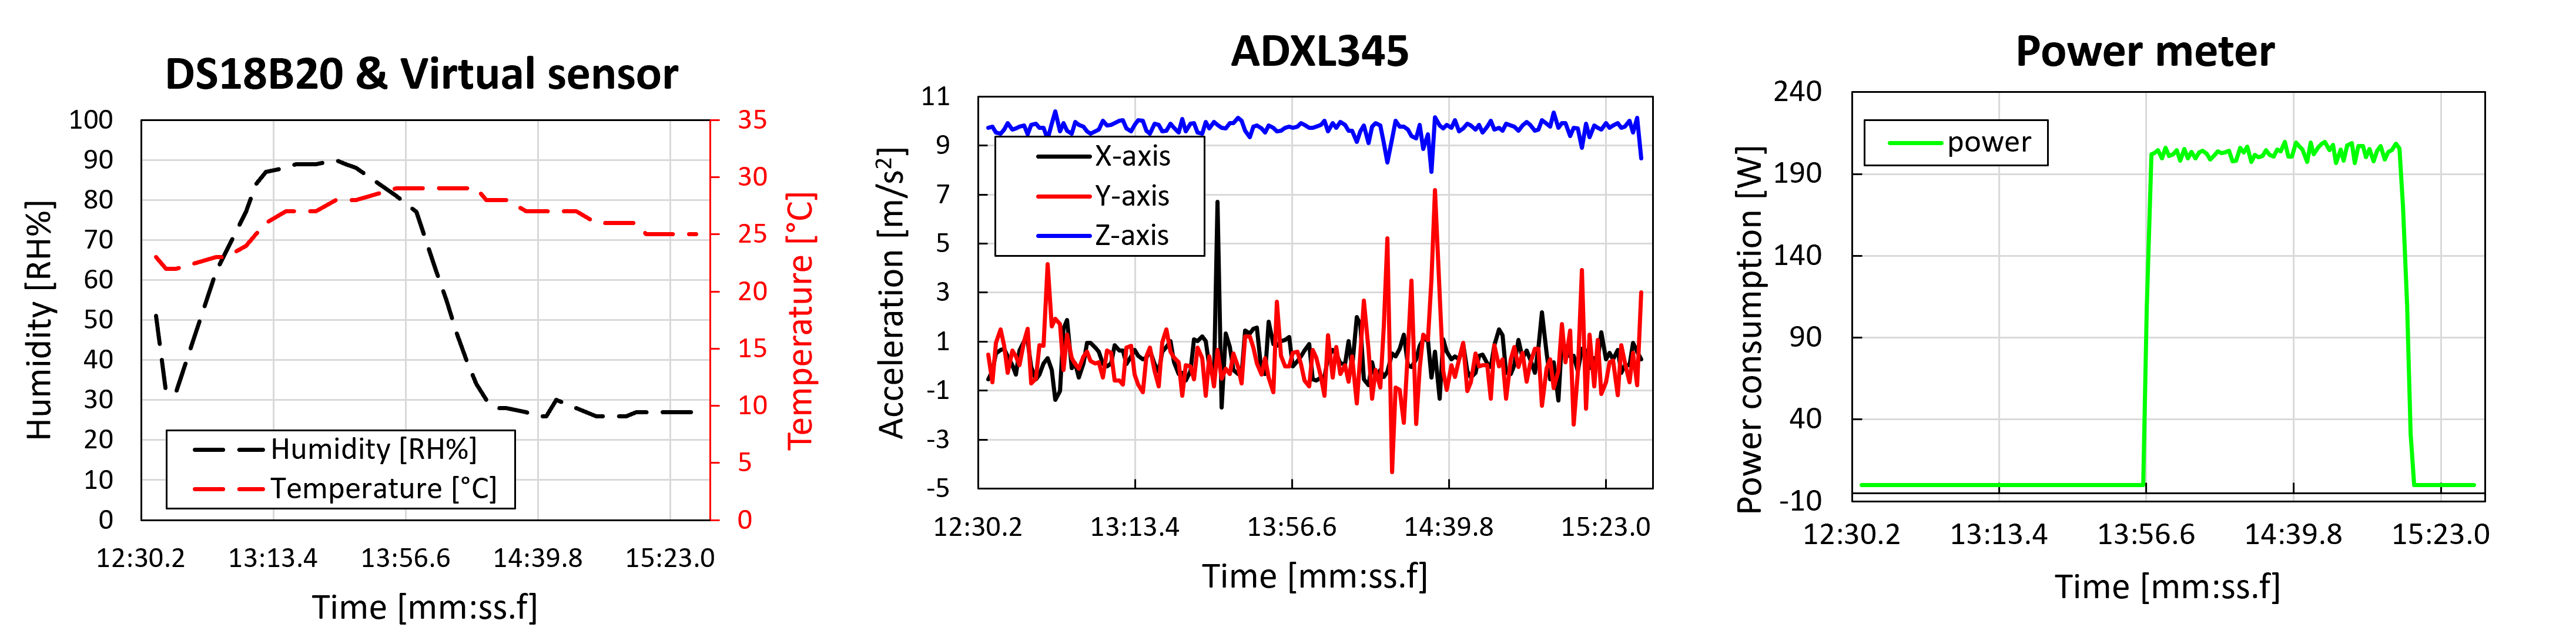 DS18B20 & Virtual sensor
Humidity [RH%]
100
90
80
70
60
50
40
30
20
10
0
35
30
25
20
15
10
5
0
Temperature [°C]
Humidity [RH%]
Temperature [°C]
12:30.2 13:13.4 13:56.6 14:39.8 15:23.0
Time [mm:ss.f]
ADXL345
Acceleration [m/s²]
11
9
7
5
3
1
-1
-3
-5
X-axis
Y-axis
Z-axis
12:30.2 13:13.4 13:56.6 14:39.8 15:23.0
Time [mm:ss.f]
Power meter
Power consumption [W]
240
190
140
90
40
-10
power
12:30.2 13:13.4 13:56.6 14:39.8 15:23.0
Time [mm:ss.f]